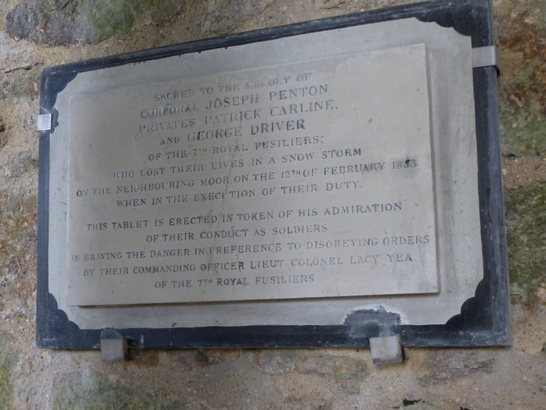 SACRED TO THE MEMORY OF
CORPORAL JOSEPH PENTON,
PRIVATES PATRICK CARLINE,
AND GEORGE DRIVER
OF THE 7TH ROYAL FUSILIERS;
WHO LOST THEIR LIVES IN A SNOW STORM
ON THE NEIGHBOURING MOOR ON THE 12TH OF FEBRUARY 1853
WHEN IN THE EXECUTION OF THEIR DUTY.
THIS TABLET IS ERECTED IN TOKEN OF HIS ADMIRATION
OF THEIR CONDUCT AS SOLDIERS
IN BRAVING THE DANGER IN PREFERENCE TO DISOBEYING ORDERS
BY THEIR COMMANDING OFFICER LIEUT COLONEL LACY YEA
OF THE 7TH ROYAL FUSILIERS